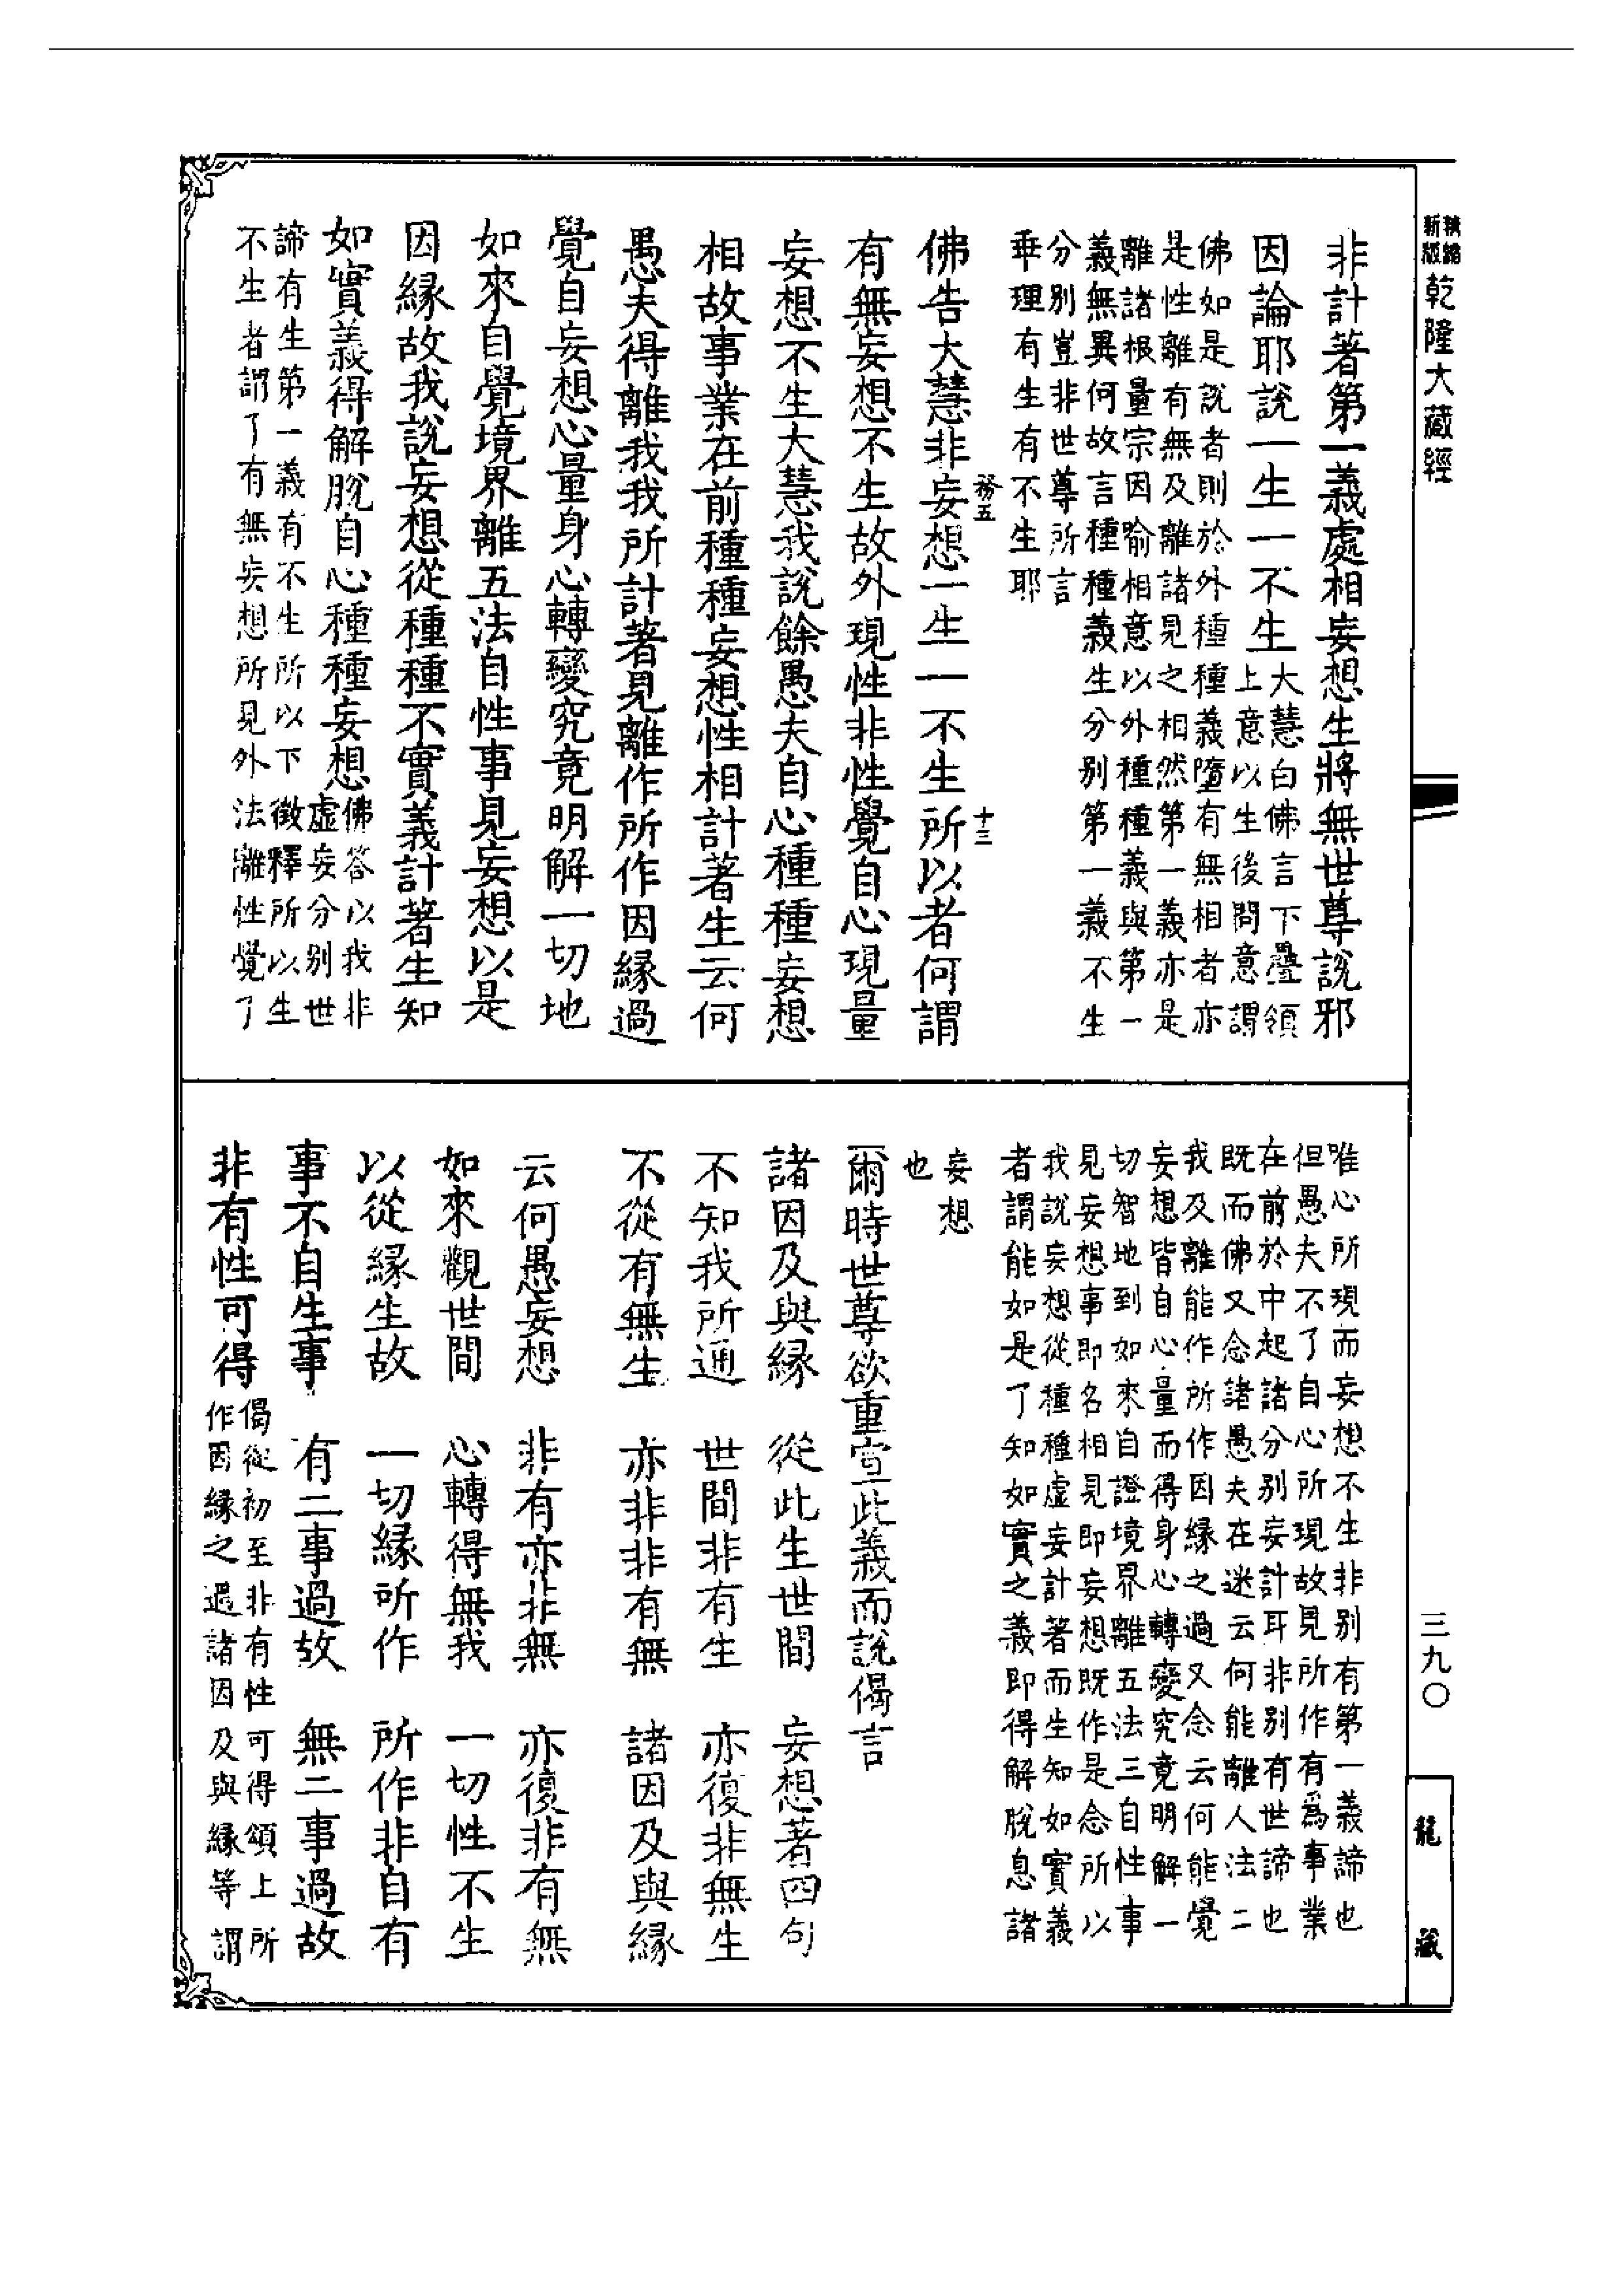 精編
新版
乾隆大藏經
非計著第一義處相妄想生將無世尊說邪
因論耶說一生一不生
大慧白佛言下疊領
上意以生後問意謂
佛如是說者則於外種種義墮有無相者亦
是性離有無及離諸見之相然第一義亦是
離諸根量宗因喻相意以外種種義與第一
義無異何故言種種義生分別第一義不生
分別豈非世尊所言
乖理有生有不生耶
務五
十三
佛告大慧非妄想一生一不生所以者何謂
有無妄想不生故外現性非性覺自心現量
妄想不生大慧我說餘愚夫自心種種妄想
相故事業在前種種妄想性相計著生云何
愚夫得離我我所計著見離作所作因緣過
覺自妄想心量身心轉變究竟明解一切地
如來自覺境界離五法自性事見妄想以是
因緣故我說妄想從種種不實義計著生知
如實義得解脫自心種種妄想
佛答以我非
虛妄分別世
諦有生第一義有不生所以下徵釋所以生
不生者謂了有無妄想所見外法離性覺了
三九〇
龍藏
唯心所現而妄想不生非別有第一義諦也
但愚夫不了自心所現故見所作有為事業
在前於中起諸分別妄計耳非別有世諦也
既而佛又念諸愚夫在迷云何能離人法二
我及離能作所作因緣之過又念云何能覺
妄想皆自心量而得身心轉變究竟明解一
切智地到如來自證境界離五法三自性事
見妄想事即名相見即妄想既作是念所以
我說妄想從種種虛妄計著而生知如實義
者謂能如是了知如實之義即得解脫息諸
妄想
也
爾時世尊欲重宣此義而說偈言
諸因及與緣　從此生世間　妄想著四句
不知我所通　世間非有生　亦復非無生
不從有無生　亦非非有無　諸因及與緣
云何愚妄想　非有亦非無　亦復非有無
如來觀世間　心轉得無我　一切性不生
以從緣生故　一切緣所作　所作非自有
事不自生事　有二事過故　無二事過故
非有性可得
偈從初至非有性可得頌上所
作因緣之過諸因及與緣等謂